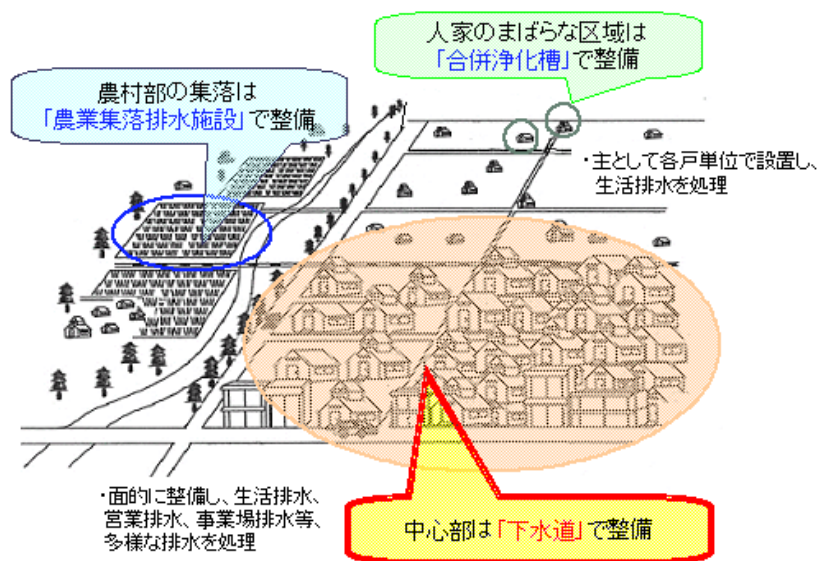 人家のまばらな区域は
「合併浄化槽」で整備
農村部の集落は
「農業集落排水施設」で整備
・主として各戸単位で設置し、
生活排水を処理
・面的に整備し、生活排水、
営業排水、事業場排水等、
多様な排水を処理
中心部は「下水道」で整備